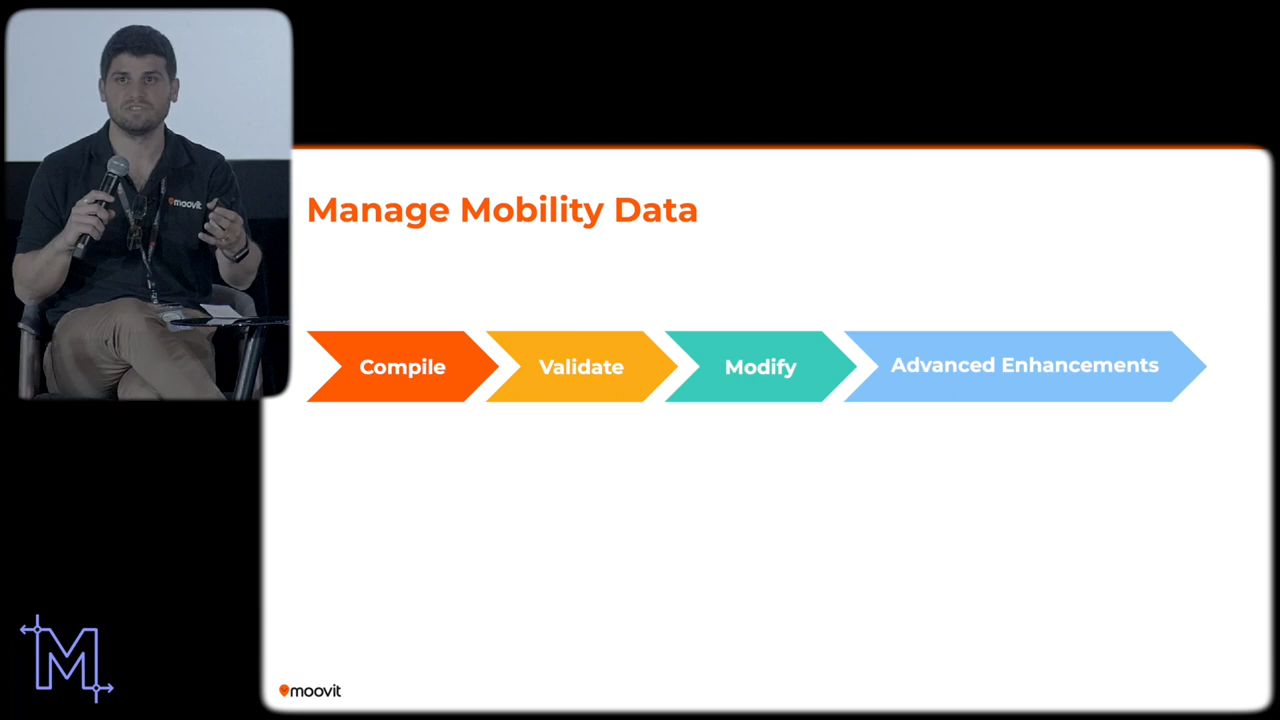 moovit
Manage Mobility Data
Compile
Validate
Modify
Advanced Enhancements
M
moovit